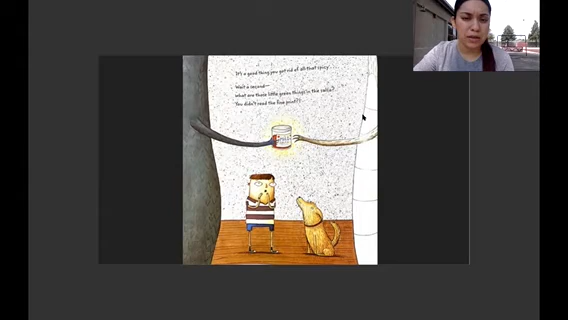 It's a good thing you got rid of all that spicy
Wait a second—
what are those little green things in the salsa?
You didn't read the fine print?!